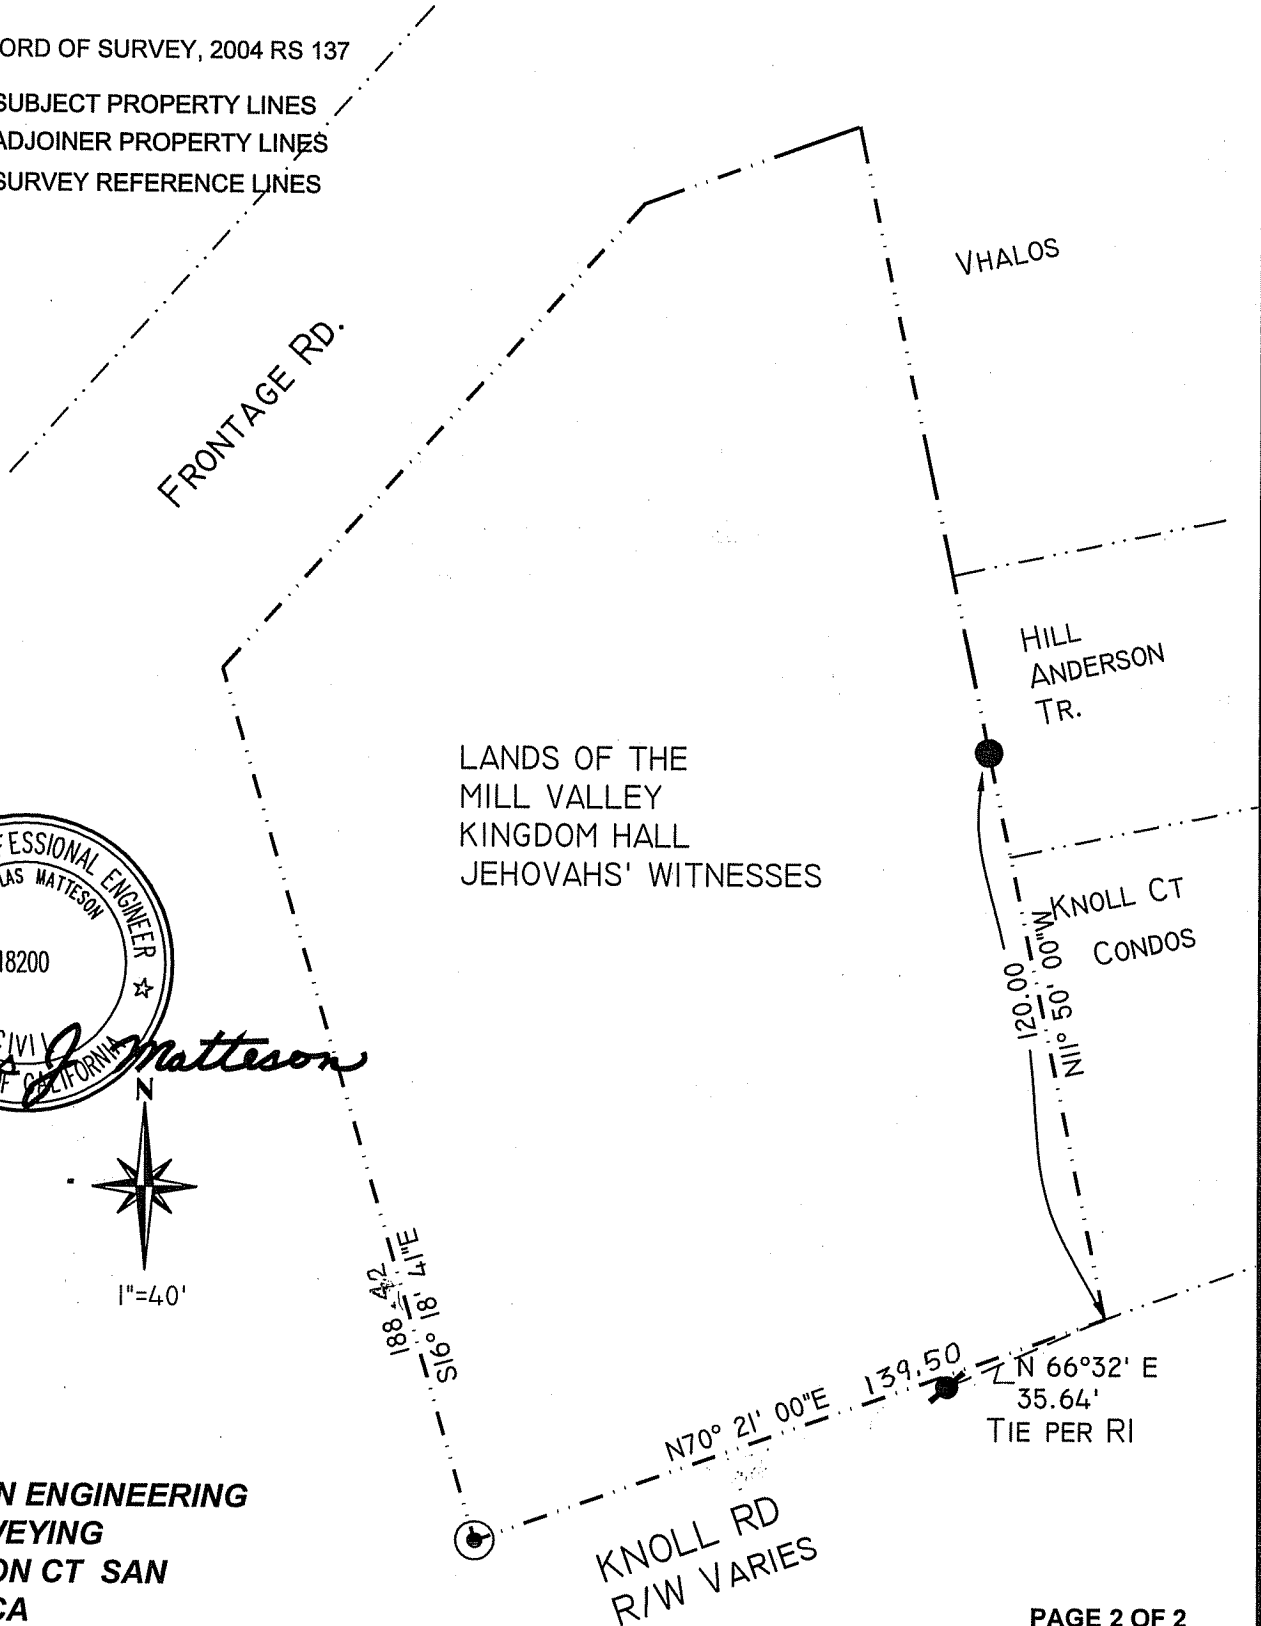 ORD OF SURVEY, 2004 RS 137
SUBJECT PROPERTY LINES
ADJOINER PROPERTY LINES
SURVEY REFERENCE LINES
VHALOS
FRONTAGE RD.
HILL
ANDERSON
TR.
LANDS OF THE
MILL VALLEY
KINGDOM HALL
JEHOVAHS' WITNESSES
KNOLL CT
CONDOS
120.00
N11° 50' 00"W
FESSIONAL ENGINEER
LAS MATTESON
18200
CIVIL
OF CALIFORNIA
J Matteson
N
1"=40'
188.42
S16° 18' 41"E
139.50
N70° 21' 00"E
N 66°32' E
35.64'
TIE PER R1
KNOLL RD
R/W VARIES
N ENGINEERING
VEYING
ON CT SAN
CA
PAGE 2 OF 2